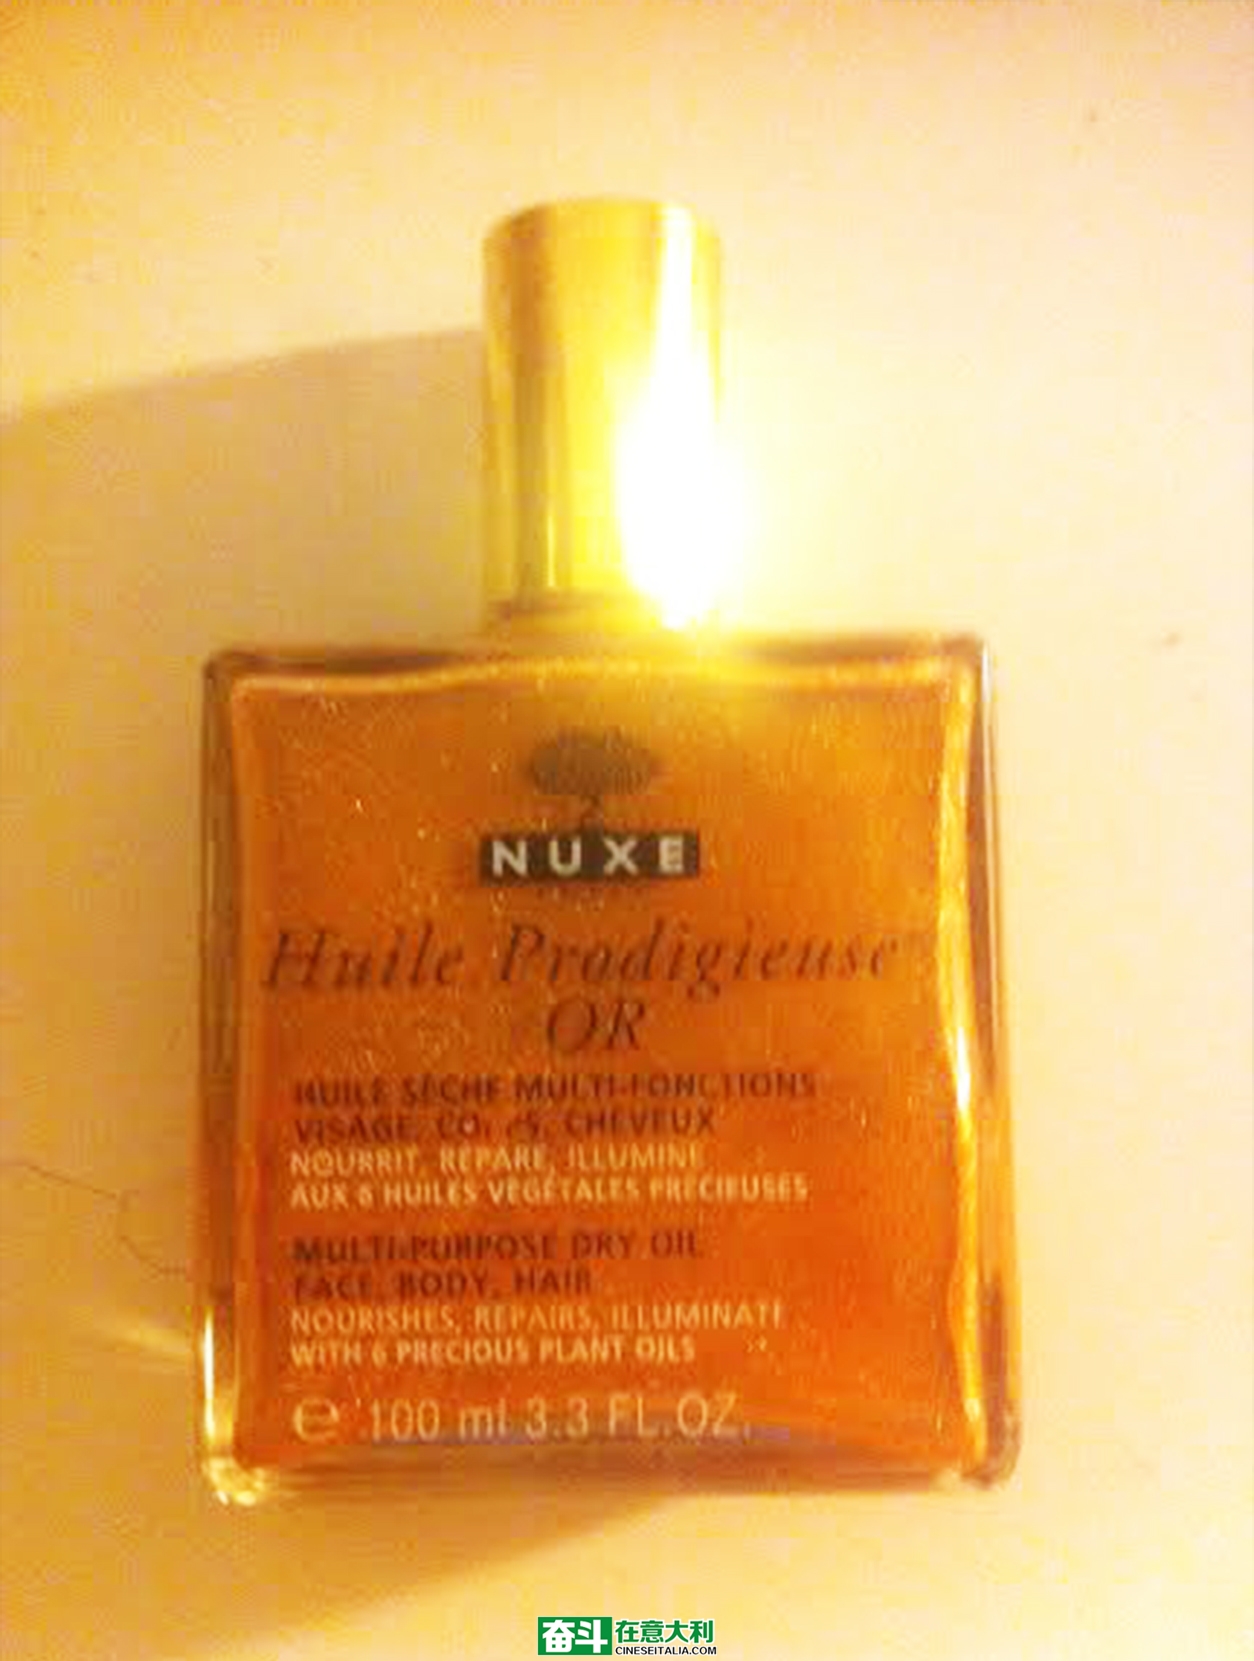 NUXE
Huile Prodigieuse
OR
HUILE SÈCHE MULTI-FONCTIONS
VISAGE, CHEVEUX
NOURRIT, RÉPARE, ILLUMINE
AUX 6 HUILES VÉGÉTALES PRÉCIEUSES
MULTI-PURPOSE DRY OIL
FACE, BODY, HAIR
NOURISHES, REPAIRS, ILLUMINATE
WITH 6 PRECIOUS PLANT OILS
e 100 ml 3.3 FL.OZ.
奋斗在意大利
CINESEITALIA.COM